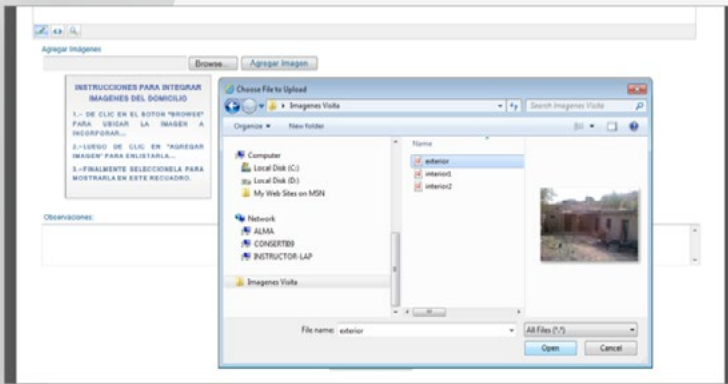 Agregar Imágenes
Browse... Agregar Imagen
INSTRUCCIONES PARA INTEGRAR
IMAGENES DEL DOMICILIO
1.- DE CLIC EN EL BOTON "BROWSE"
PARA UBICAR LA IMAGEN A
INCORPORAR...
2.-LUEGO DE CLIC EN "AGREGAR
IMAGEN" PARA ENLISTARLA...
3.-FINALMENTE SELECCIONELA PARA
MOSTRARLA EN ESTE RECUADRO.
Observaciones:
Choose File to Upload
Imagenes Visita
Search Imagenes Visita
Organize
New folder
Computer
Local Disk (C:)
Local Disk (D:)
My Web Sites on MSN
Network
ALMA
CONSERTI09
INSTRUCTOR-LAP
Imagenes Visita
Name
exterior
interior1
interior2
File name: exterior
All Files (*.*)
Open
Cancel